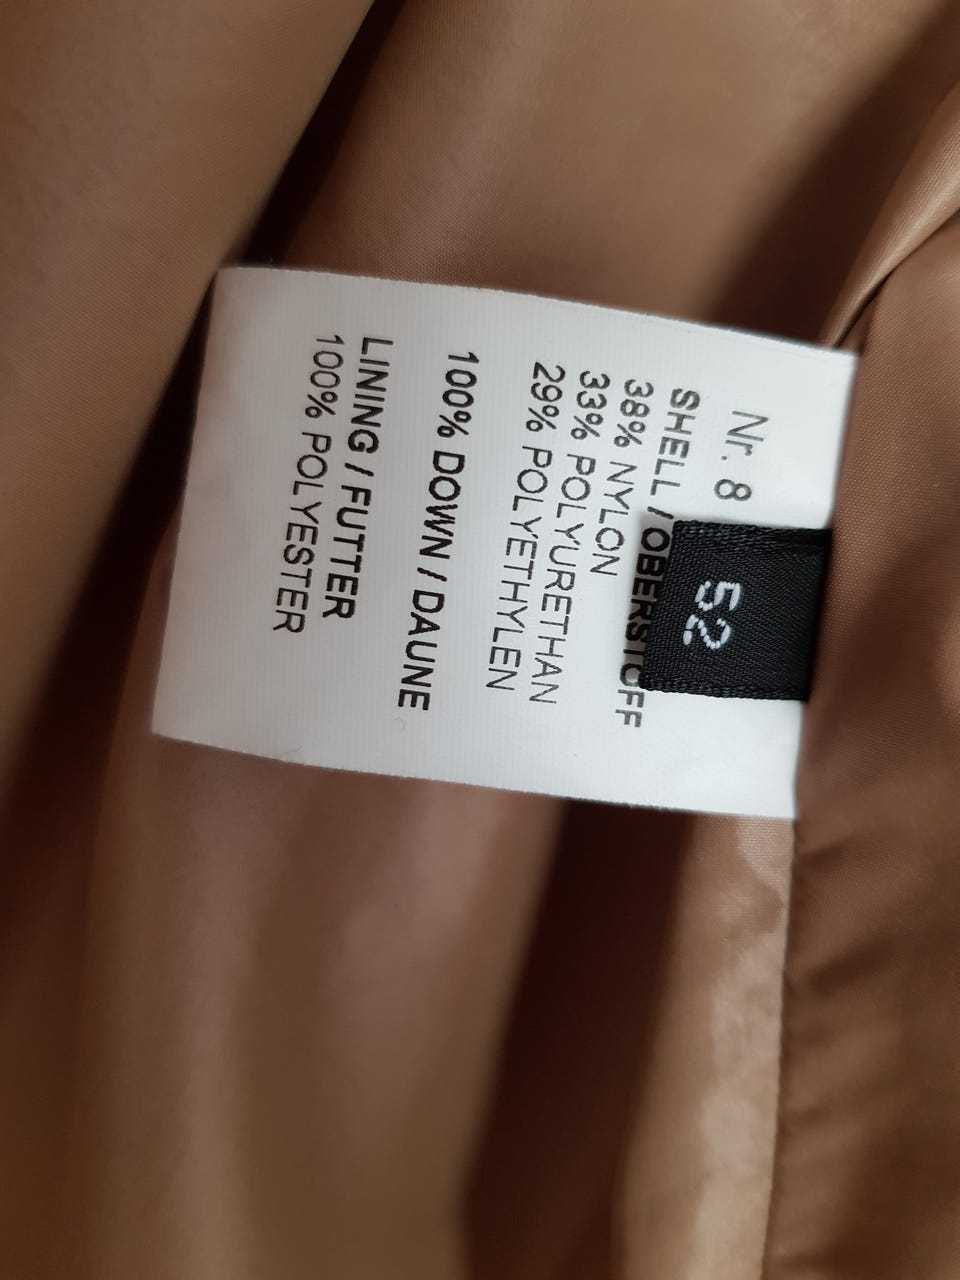 Nr. 8
52
SHELL / OBERSTOFF
38% NYLON
33% POLYURETHAN
29% POLYETHYLEN
100% DOWN / DAUNE
LINING / FUTTER
100% POLYESTER